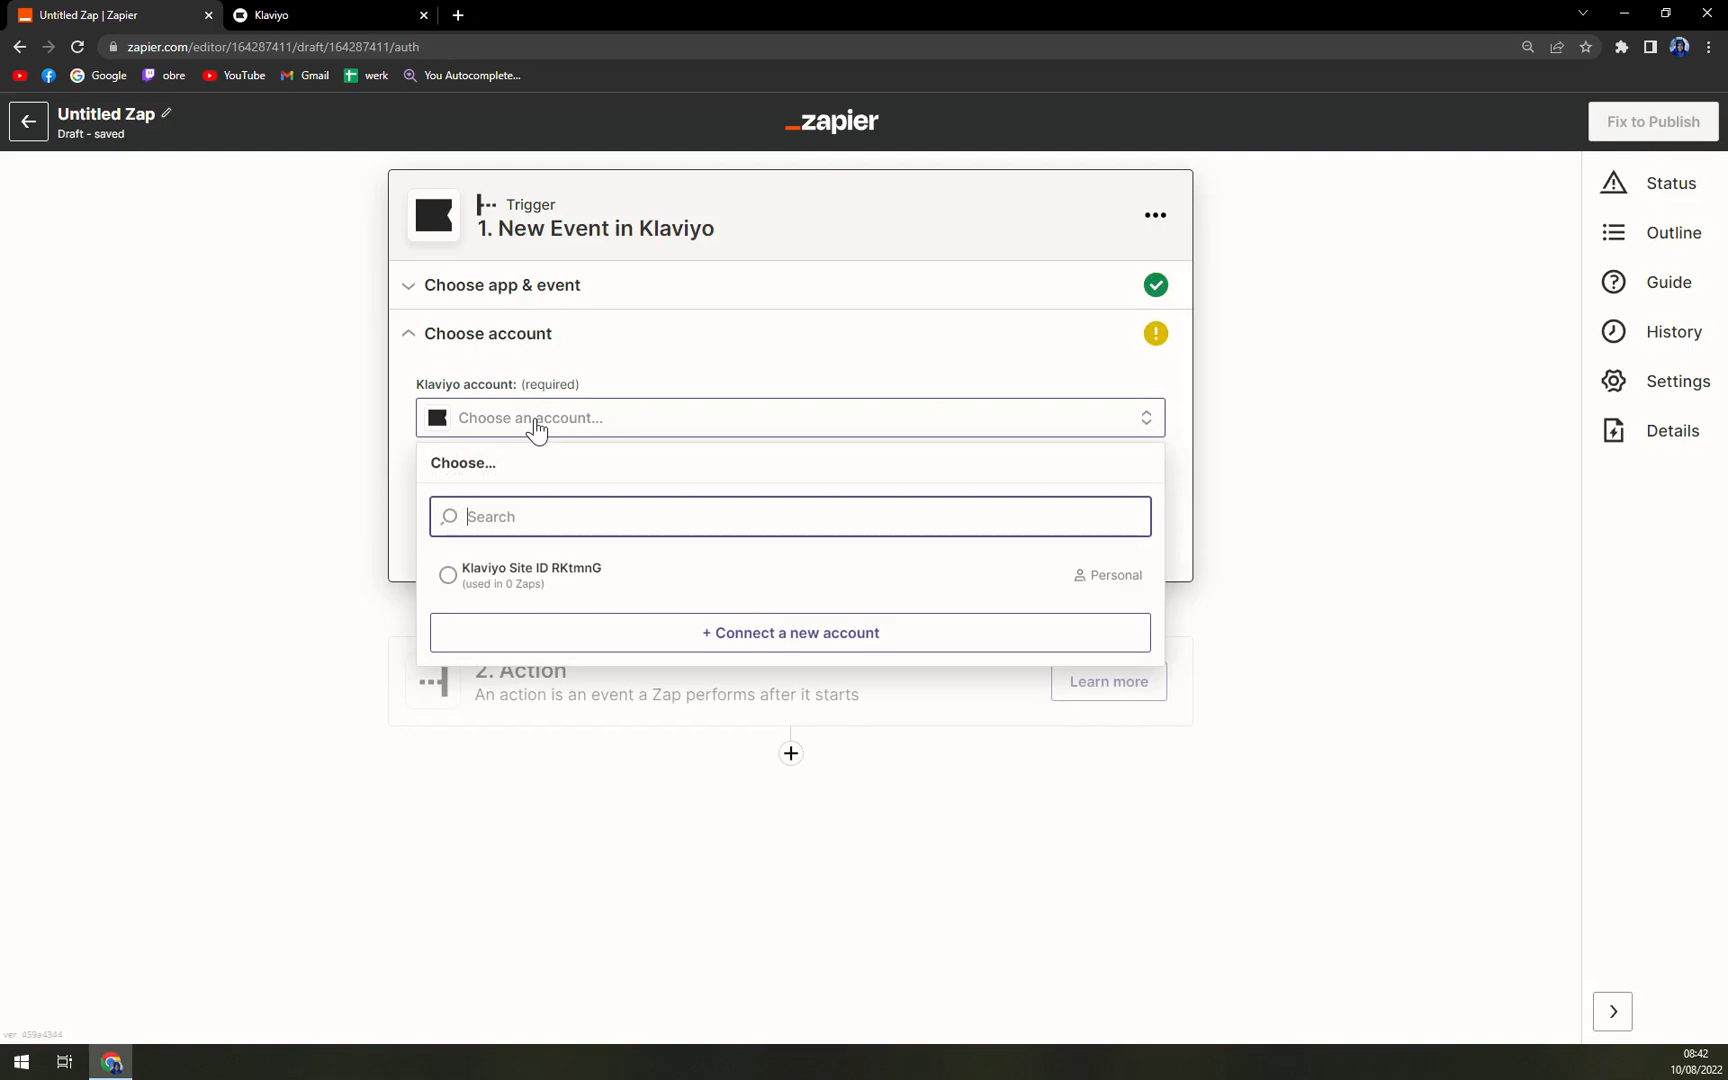 Untitled Zap | Zapier
Klaviyo
zapier.com/editor/164287411/draft/164287411/auth
Google
obre
YouTube
Gmail
werk
You Autocomplete...
Untitled Zap
Draft - saved
zapier
Fix to Publish
Trigger
1. New Event in Klaviyo
Choose app & event
Choose account
Klaviyo account: (required)
Choose an account...
Choose...
Search
Klaviyo Site ID RKtmnG
(used in 0 Zaps)
Personal
+ Connect a new account
2. Action
An action is an event a Zap performs after it starts
Learn more
Status
Outline
Guide
History
Settings
Details
ver. 459a4344
08:42
10/08/2022